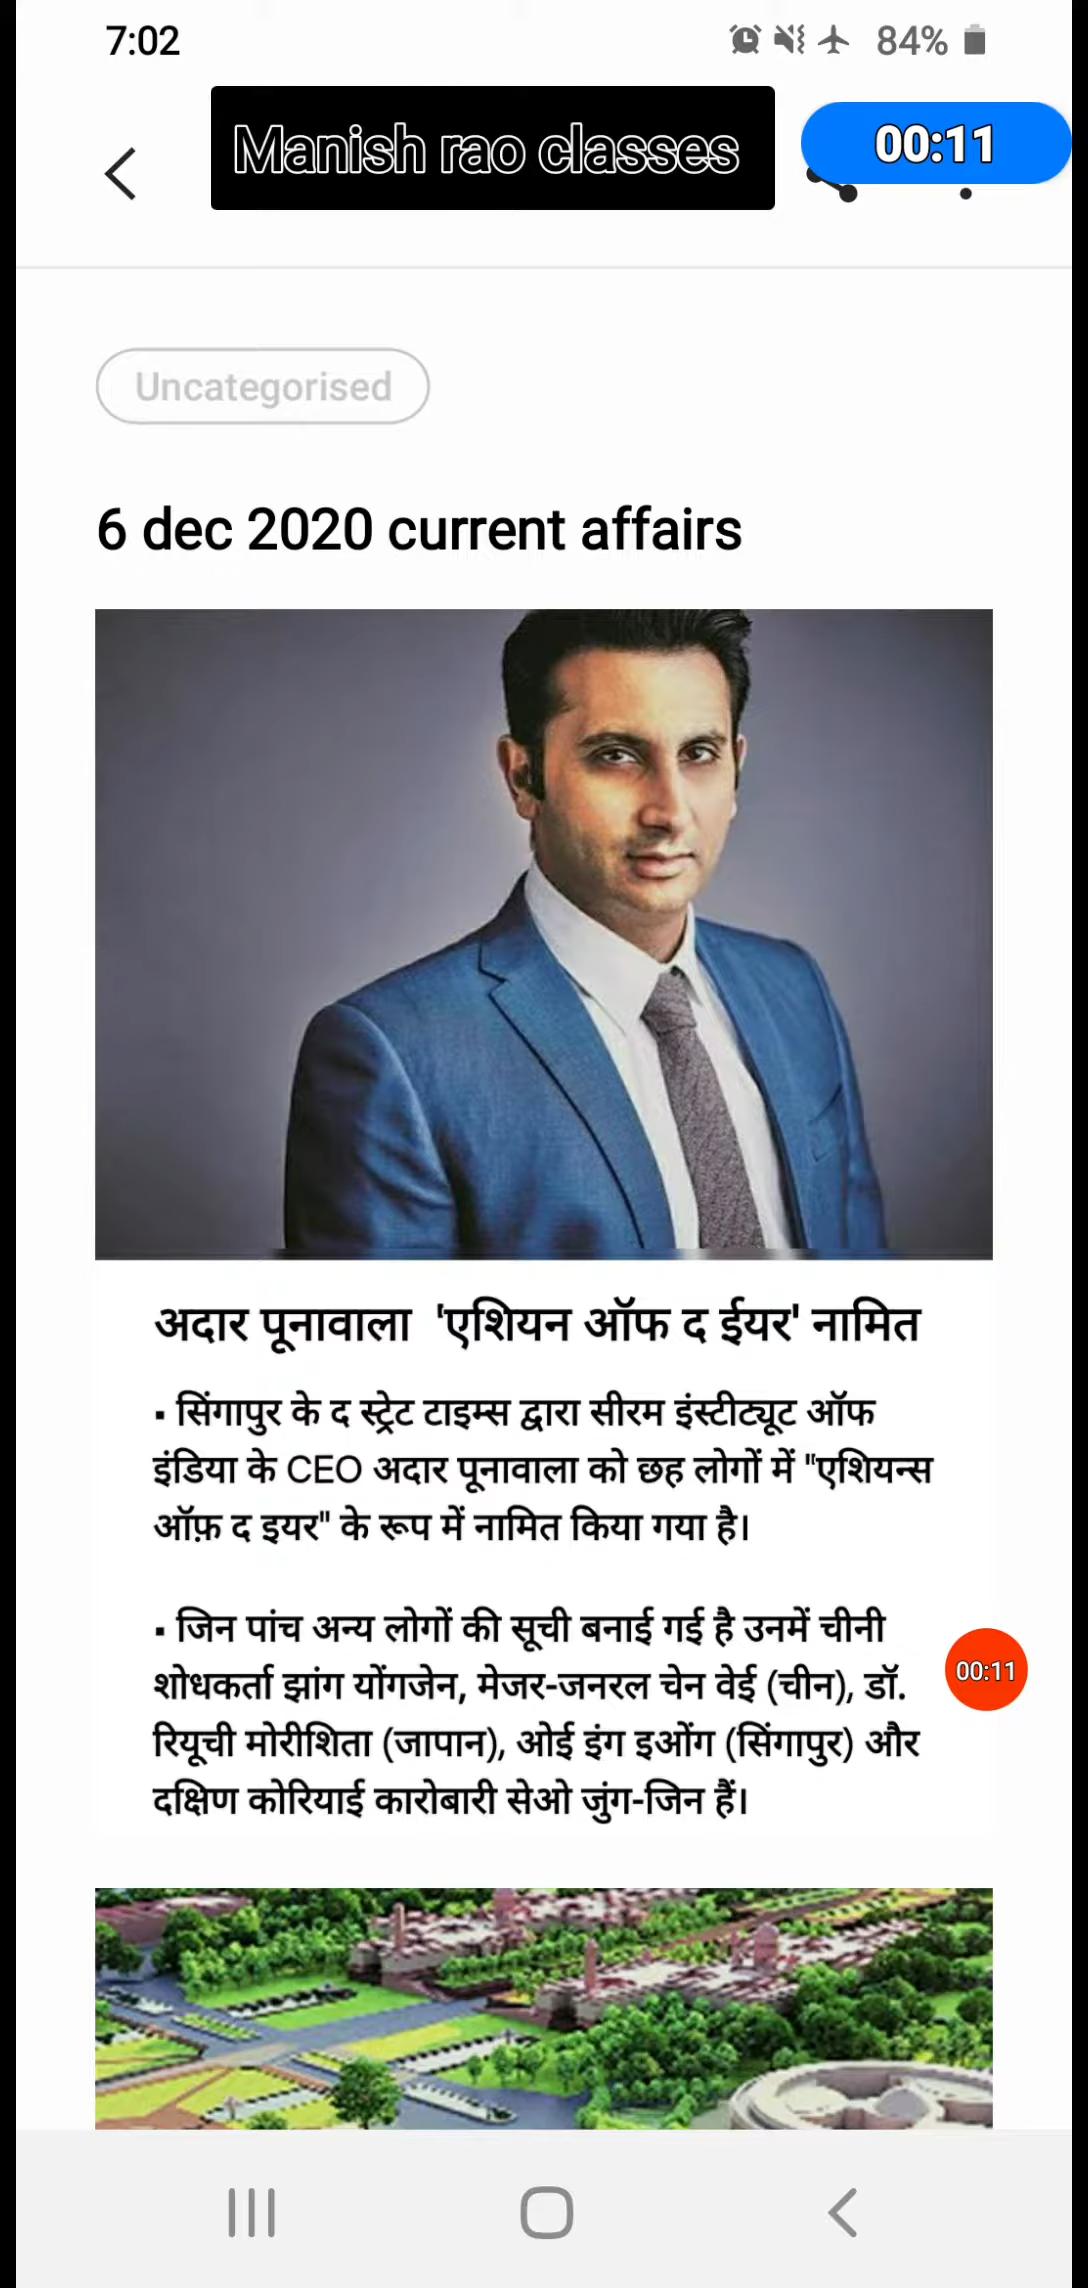 7:02
84%
Manish rao classes
00:11
Uncategorised
6 dec 2020 current affairs
अदार पूनावाला 'एशियन ऑफ द ईयर' नामित
▪ सिंगापुर के द स्ट्रेट टाइम्स द्वारा सीरम इंस्टीट्यूट ऑफ
इंडिया के CEO अदार पूनावाला को छह लोगों में "एशियन्स
ऑफ़ द इयर" के रूप में नामित किया गया है।
▪ जिन पांच अन्य लोगों की सूची बनाई गई है उनमें चीनी
शोधकर्ता झांग योंगजेन, मेजर-जनरल चेन वेई (चीन), डॉ.
00:11
रियूची मोरीशिता (जापान), ओई इंग इओंग (सिंगापुर) और
दक्षिण कोरियाई कारोबारी सेओ जुंग-जिन हैं।